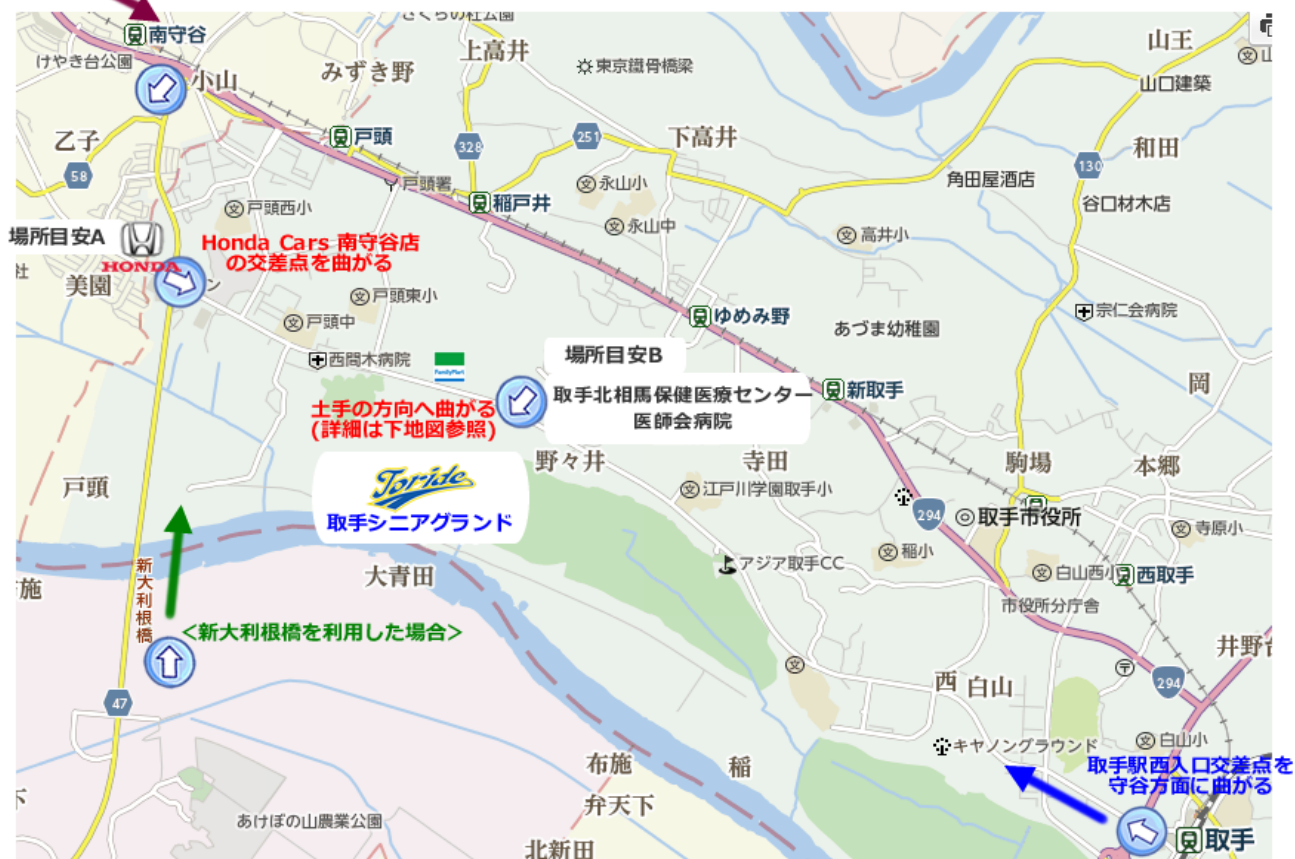 さくらの杜公園
南守谷
山王
上高井
けやき台公園
小山
みずき野
東京鐵骨橋梁
山口建築
乙子
戸頭
328
251
下高井
130
和田
58
戸頭署
永山小
角田屋酒店
戸頭西小
稲戸井
谷口材木店
場所目安A
永山中
高井小
Honda Cars 南守谷店
の交差点を曲がる
HONDA
社
美園
ン
戸頭東小
ゆめみ野
宗仁会病院
戸頭中
あづま幼稚園
西間木病院
FamilyMart
場所目安B
岡
取手北相馬保健医療センター
医師会病院
新取手
土手の方向へ曲がる
(詳細は下地図参照)
野々井
寺田
駒場
本郷
戸頭
Toride
取手シニアグランド
江戸川学園取手小
294
取手市役所
寺原小
稲小
アジア取手CC
白山西小
西取手
大青田
施
新大利根橋
市役所分庁舎
<新大利根橋を利用した場合>
井野台
西
白山
294
47
キヤノングラウンド
白山小
布施
稲
取手駅西入口交差点を
守谷方面に曲がる
下
弁天下
あけぼの山農業公園
取手
北新田